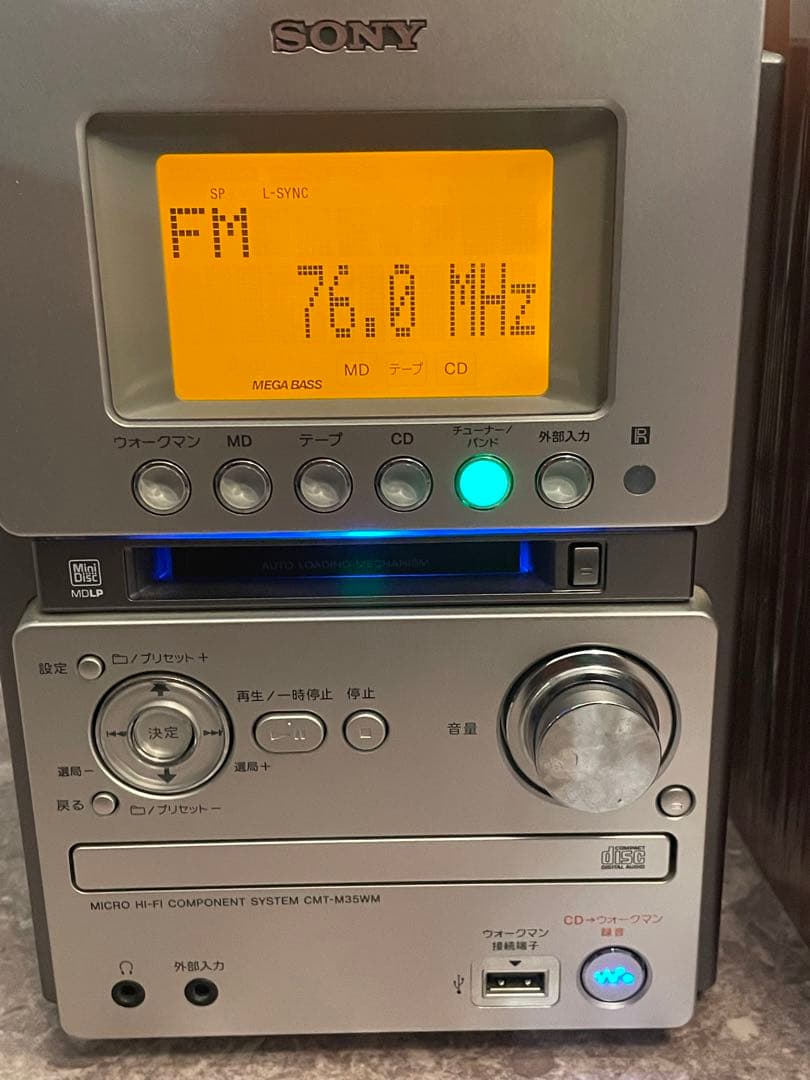 SONY
SP L-SYNC
FM
76.0 MHz
MD テープ CD
MEGA BASS
ウォークマン MD テープ CD チューナー/
バンド 外部入力 R
AUTO LOADING MECHANISM
Mini
Disc
MDLP
設定 /プリセット +
再生/一時停止 停止
決定
音量
選局− 選局+
戻る /プリセット −
COMPACT
disc
DIGITAL AUDIO
MICRO HI-FI COMPONENT SYSTEM CMT-M35WM
CD→ウォークマン
録音
ウォークマン
接続端子
外部入力